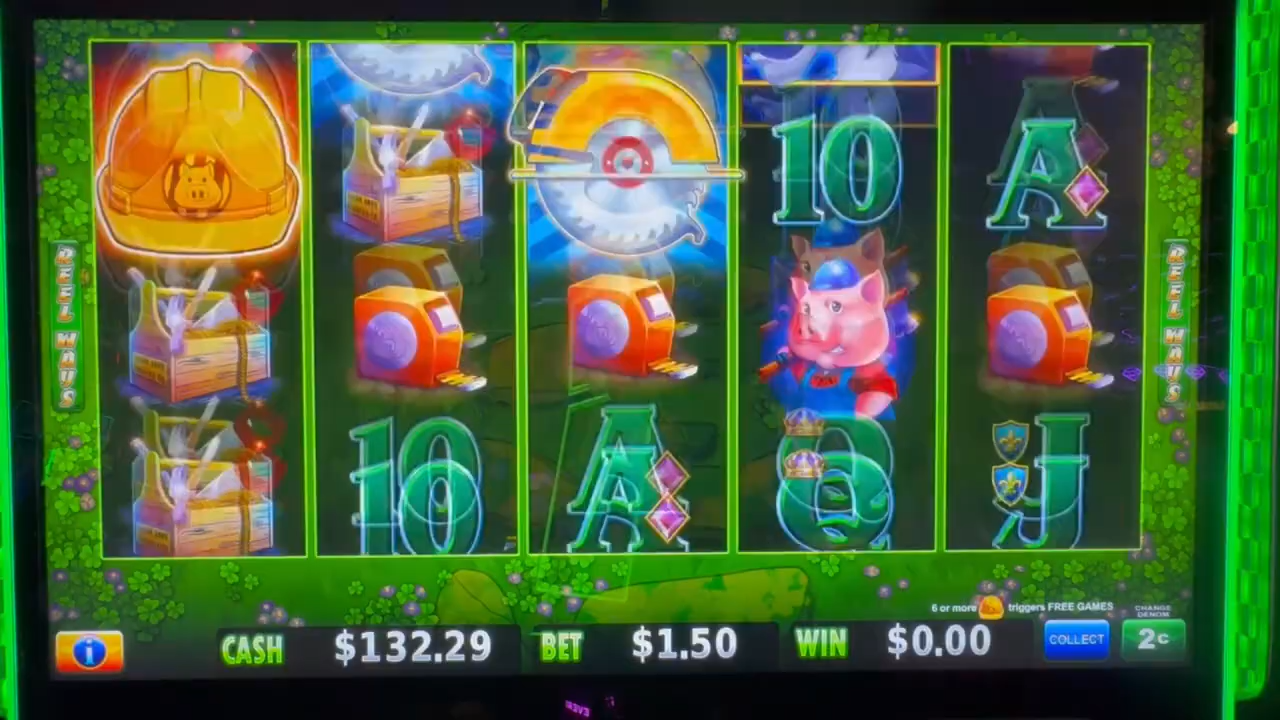 10
A
REEL WAYS
REEL WAYS
10
A
Q
J
6 or more triggers FREE GAMES
CHANGE DENOM
CASH $132.29 BET $1.50 WIN $0.00 COLLECT 2¢